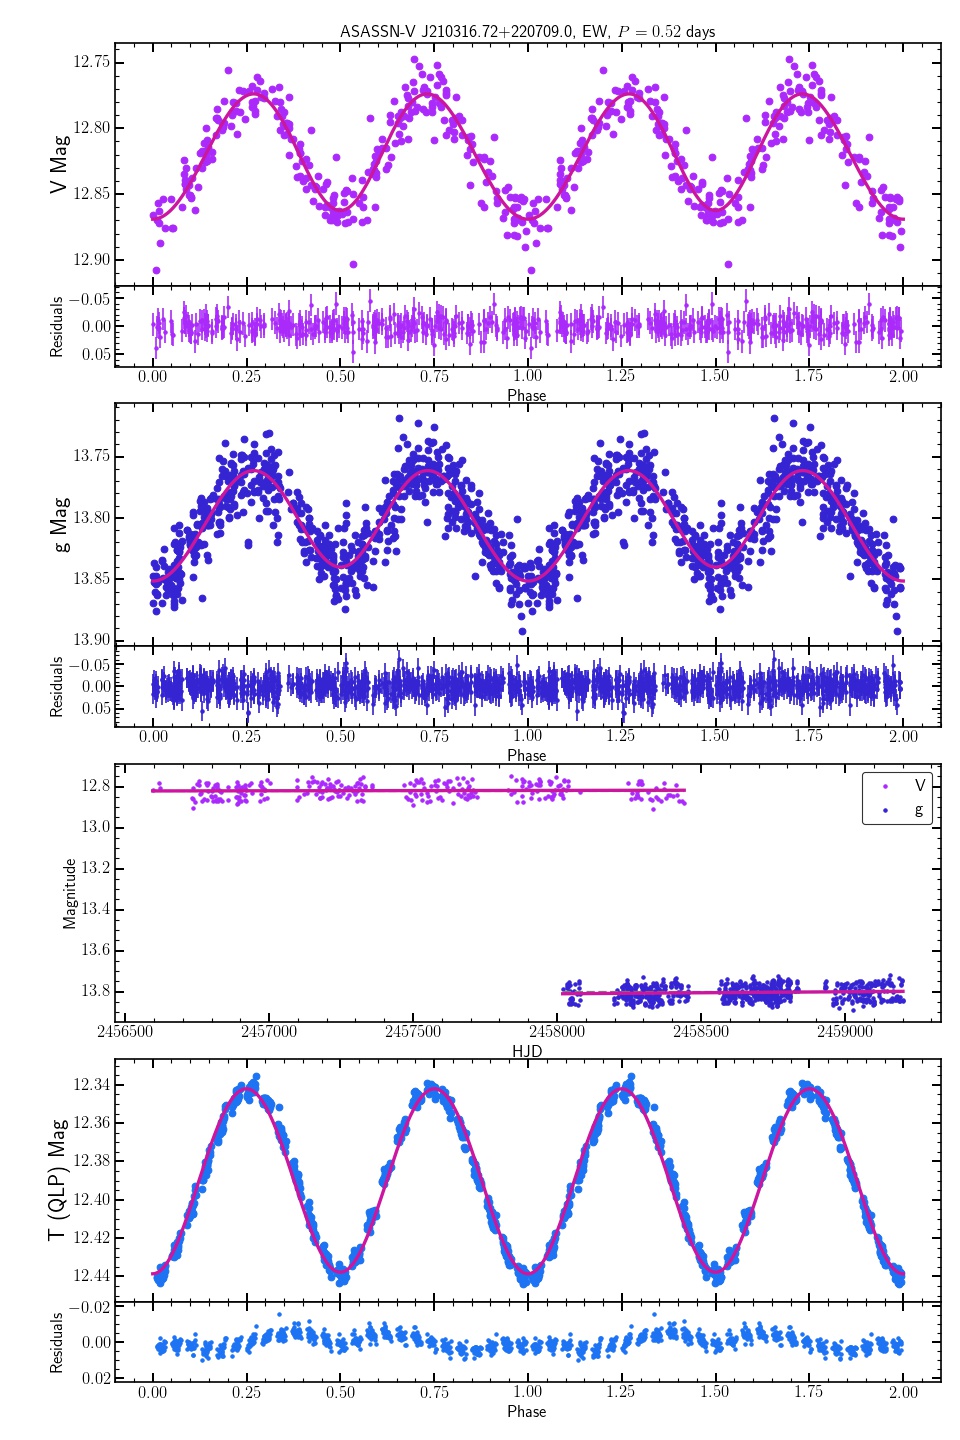 ASASSN-V J210316.72+220709.0, EW, P = 0.52 days
12.75
12.80
12.85
12.90
V Mag
−0.05
0.00
0.05
Residuals
0.00 0.25 0.50 0.75 1.00 1.25 1.50 1.75 2.00
Phase
13.75
13.80
13.85
13.90
g Mag
−0.05
0.00
0.05
Residuals
0.00 0.25 0.50 0.75 1.00 1.25 1.50 1.75 2.00
Phase
12.8
13.0
13.2
13.4
13.6
13.8
Magnitude
V
g
2456500 2457000 2457500 2458000 2458500 2459000
HJD
12.34
12.36
12.38
12.40
12.42
12.44
T (QLP) Mag
−0.02
0.00
0.02
Residuals
0.00 0.25 0.50 0.75 1.00 1.25 1.50 1.75 2.00
Phase